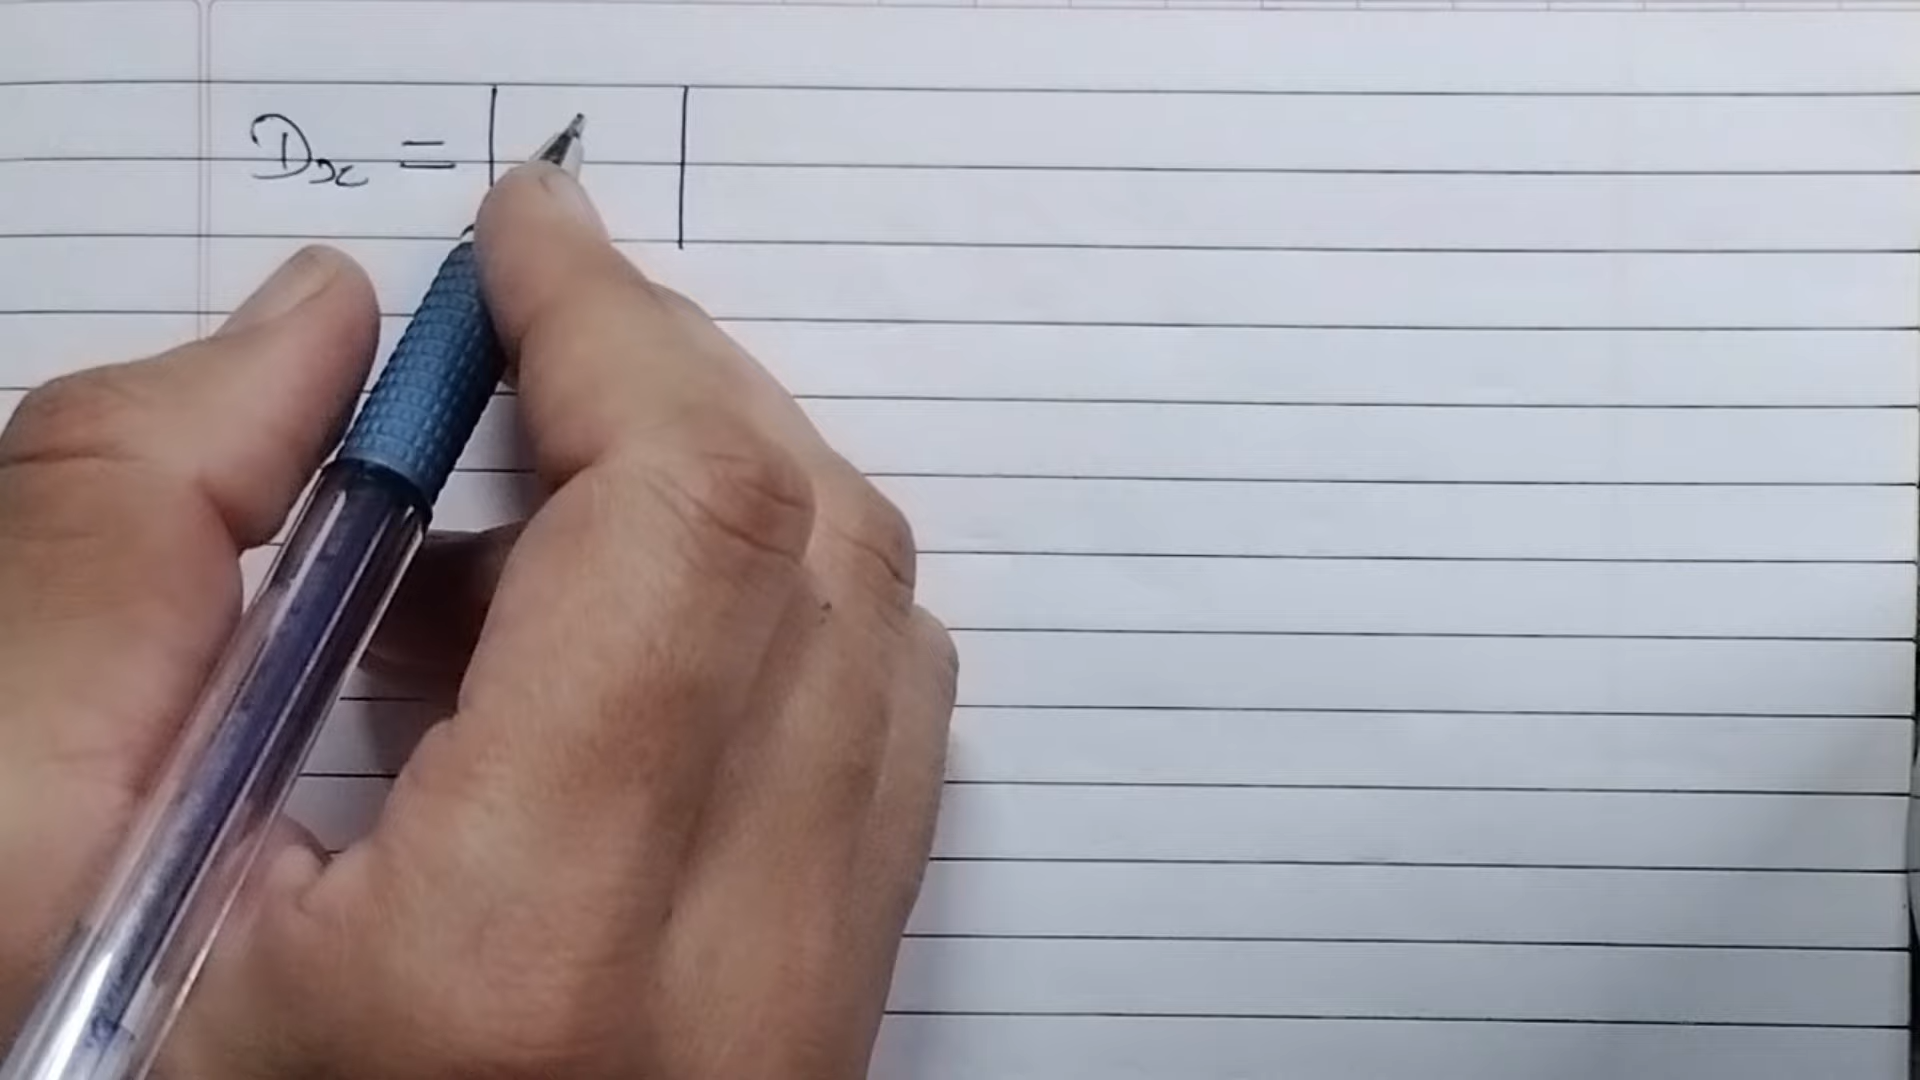 Dx = | |